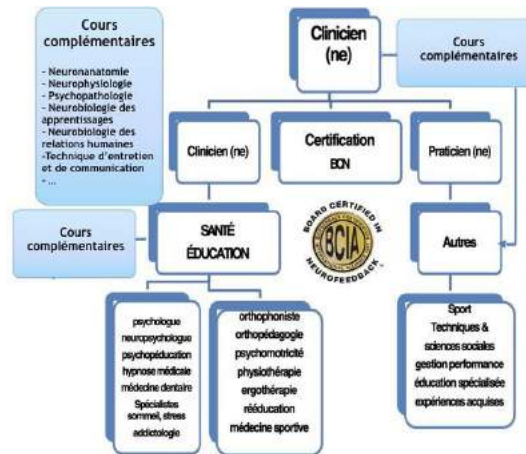 Cours
complémentaires
- Neuronanatomie
- Neurophysiologie
- Psychopathologie
- Neurobiologie des
apprentissages
- Neurobiologie des
relations humaines
-Technique d'entretien
et de communication
- ...
Clinicien
(ne)
Cours
complémentaires
Clinicien (ne)
Certification
BCN
Praticien (ne)
Cours
complémentaires
SANTÉ
ÉDUCATION
BOARD CERTIFIED IN
BCIA
NEUROFEEDBACK
Autres
psychologue
neuropsychologue
psychopéducation
hypnose médicale
médecine dentaire
Spécialistes
sommeil, stress
addictologie
orthophoniste
orthopédagogie
psychomotricité
physiothérapie
ergothérapie
rééducation
médecine sportive
Sport
Techniques &
sciences sociales
gestion performance
éducation spécialisée
expériences acquises